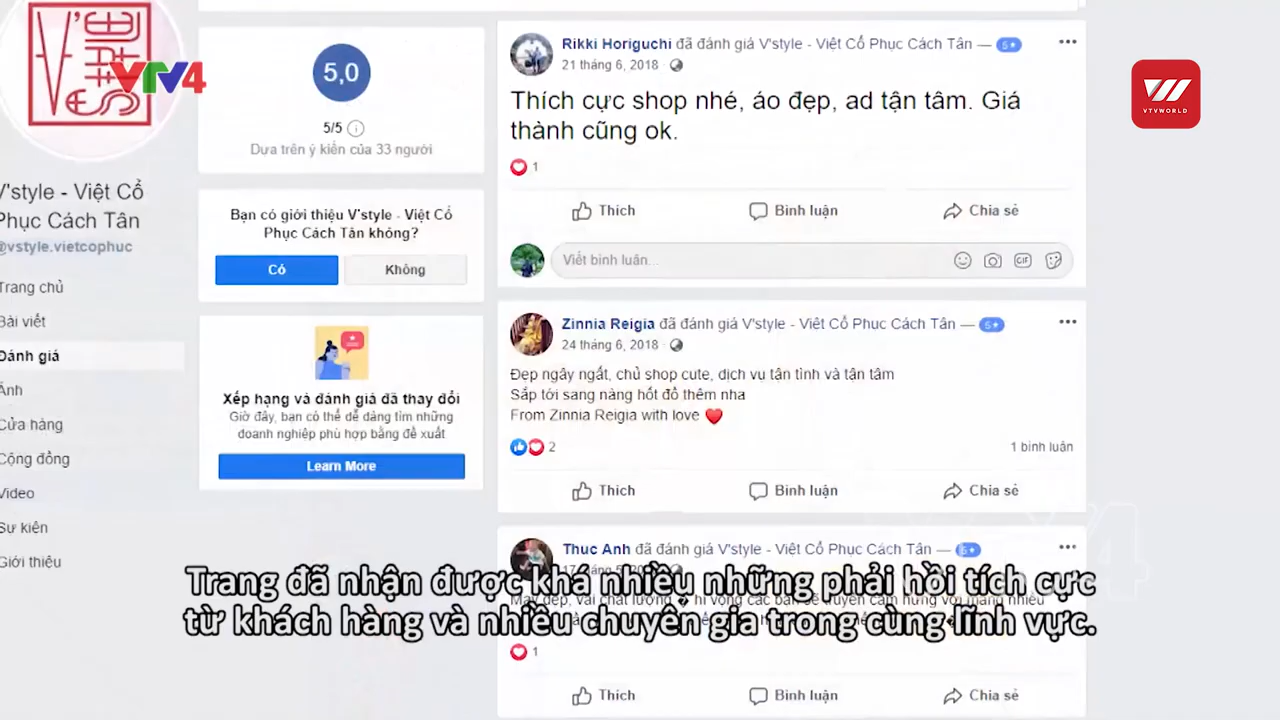 VTV4
VTVWORLD
V'style - Việt Cổ
Phục Cách Tân
@vstyle.vietcophuc
Trang chủ
Bài viết
Đánh giá
Ảnh
Cửa hàng
Cộng đồng
Video
Sự kiện
Giới thiệu
5,0
5/5
Dựa trên ý kiến của 33 người
Bạn có giới thiệu V'style - Việt Cổ
Phục Cách Tân không?
Có
Không
Xếp hạng và đánh giá đã thay đổi
Giờ đây, bạn có thể dễ dàng tìm những
doanh nghiệp phù hợp bằng đề xuất
Learn More
Rikki Horiguchi đã đánh giá V'style - Việt Cổ Phục Cách Tân — 5★
21 tháng 6, 2018
Thích cực shop nhé, áo đẹp, ad tận tâm. Giá
thành cũng ok.
1
Thích Bình luận Chia sẻ
Viết bình luận...
GIF
Zinnia Reigia đã đánh giá V'style - Việt Cổ Phục Cách Tân — 5★
24 tháng 6, 2018
Đẹp ngây ngất, chủ shop cute, dịch vụ tận tình và tận tâm
Sắp tới sang nàng hốt đồ thêm nha
From Zinnia Reigia with love ❤
2
1 bình luận
Thích Bình luận Chia sẻ
Thuc Anh đã đánh giá V'style - Việt Cổ Phục Cách Tân — 5★
Trang đã nhận được khá nhiều những phải hồi tích cực
từ khách hàng và nhiều chuyên gia trong cùng lĩnh vực.
1
Thích Bình luận Chia sẻ